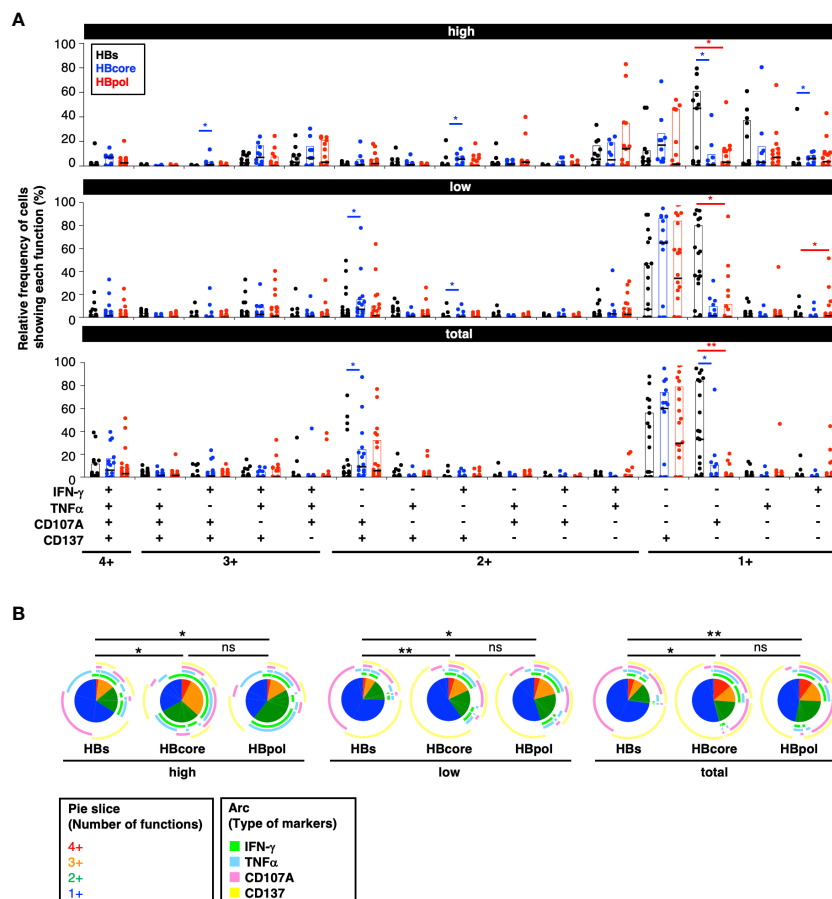 A
high
HBs
HBcore
HBpol
100
80
60
40
20
0
*
*
*
*
*
low
100
80
60
40
20
0
*
*
*
*
total
100
80
60
40
20
0
*
*
**
Relative frequency of cells
showing each function (%)
IFN-γ + - + + + - - + - + - - - - +
TNFα + + - + + - + - + - + - - + -
CD107A + + + - + + - - + + - - + - -
CD137 + + + + - + + + - - - + - - -
4+ 3+ 2+ 1+
B
* * **
* ns ** ns * ns
HBs HBcore HBpol HBs HBcore HBpol HBs HBcore HBpol
high low total
Pie slice
(Number of functions)
4+
3+
2+
1+
Arc
(Type of markers)
IFN-γ
TNFα
CD107A
CD137